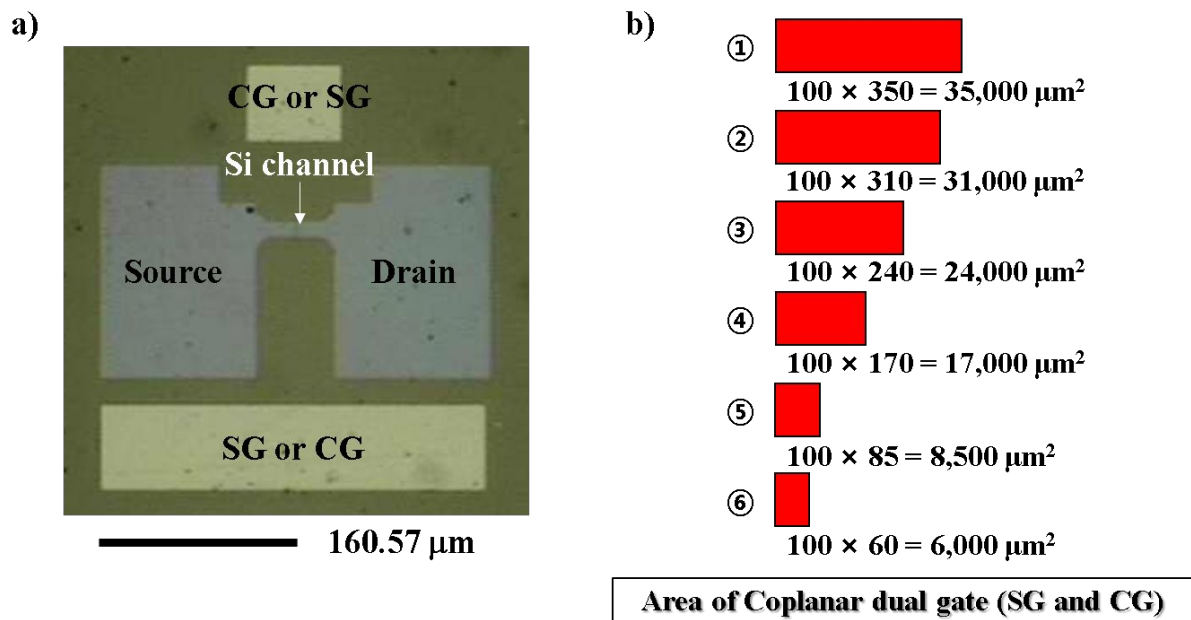 a)
CG or SG
Si channel
Source
Drain
SG or CG
160.57 μm
b)
①
100 × 350 = 35,000 μm²
②
100 × 310 = 31,000 μm²
③
100 × 240 = 24,000 μm²
④
100 × 170 = 17,000 μm²
⑤
100 × 85 = 8,500 μm²
⑥
100 × 60 = 6,000 μm²
Area of Coplanar dual gate (SG and CG)